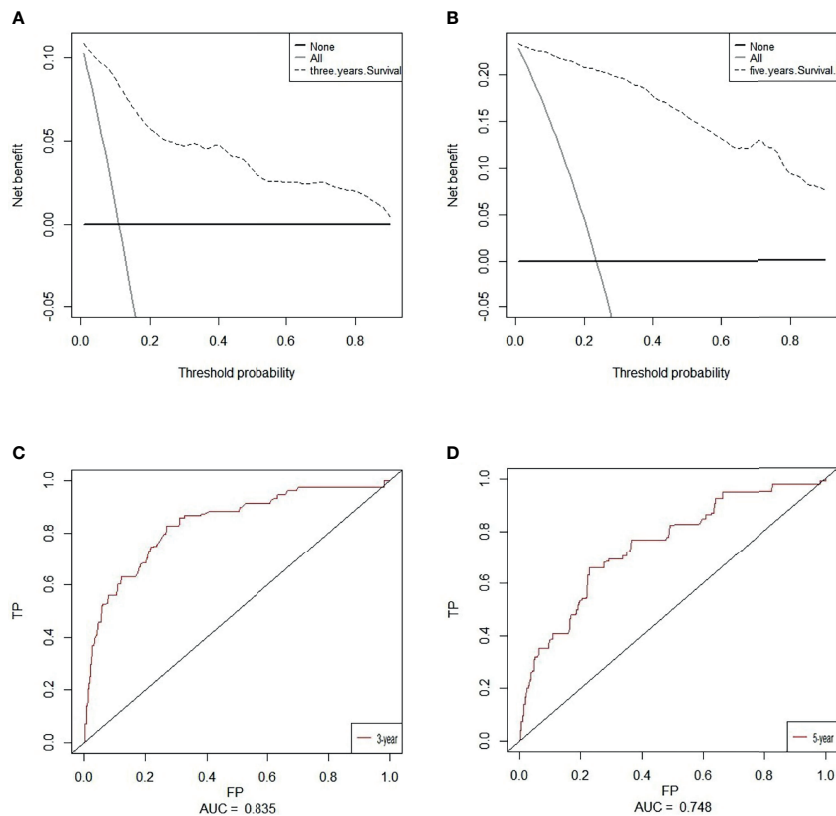 A
None
All
three.years.Survival
Net benefit
0.10
0.05
0.00
-0.05
0.0 0.2 0.4 0.6 0.8
Threshold probability
B
None
All
five.years.Survival.
Net benefit
0.20
0.15
0.10
0.05
0.00
-0.05
0.0 0.2 0.4 0.6 0.8
Threshold probability
C
TP
1.0
0.8
0.6
0.4
0.2
0.0
3-year
0.0 0.2 0.4 0.6 0.8 1.0
FP
AUC = 0.835
D
TP
1.0
0.8
0.6
0.4
0.2
0.0
5-year
0.0 0.2 0.4 0.6 0.8 1.0
FP
AUC = 0.748